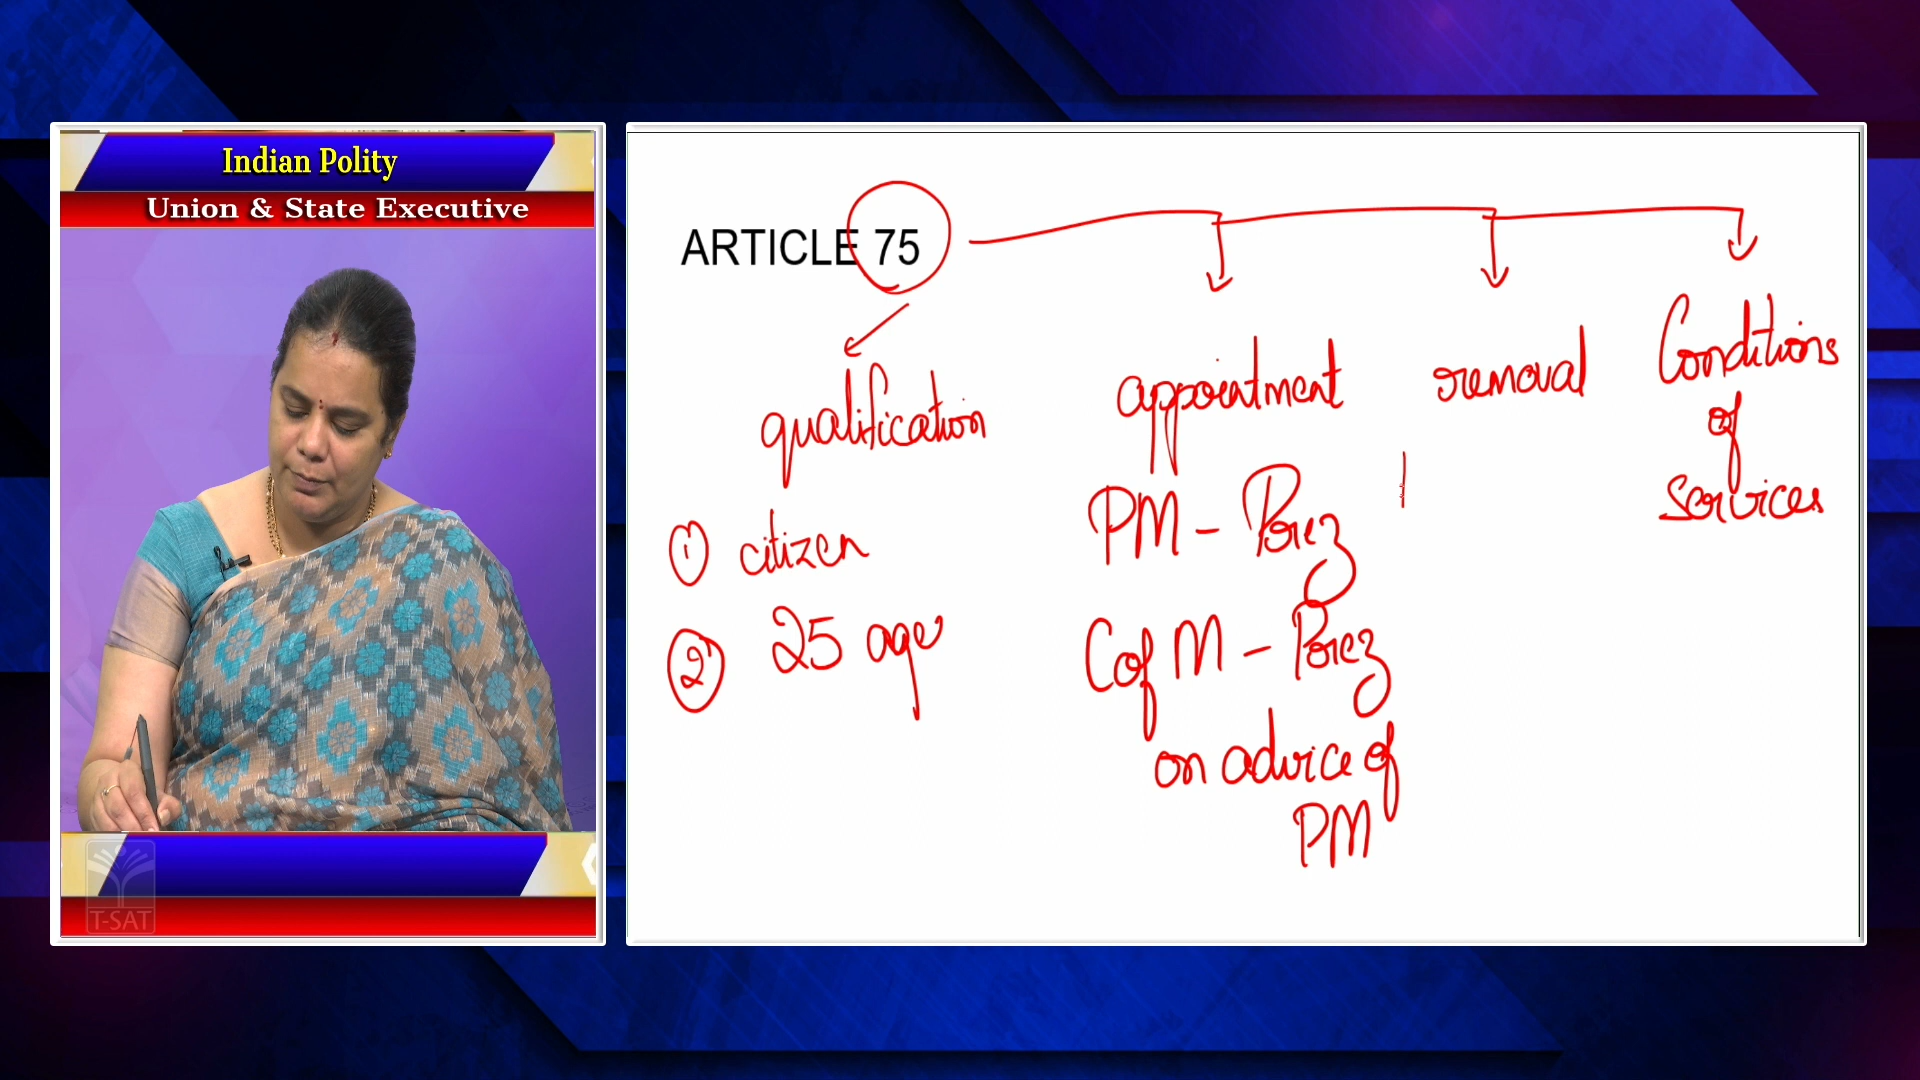 Indian Polity
Union & State Executive
T-SAT
ARTICLE 75
qualification
① citizen
② 25 age
appointment
PM - Prez
C of M - Prez
on advice of
PM
removal
Conditions
of
Services